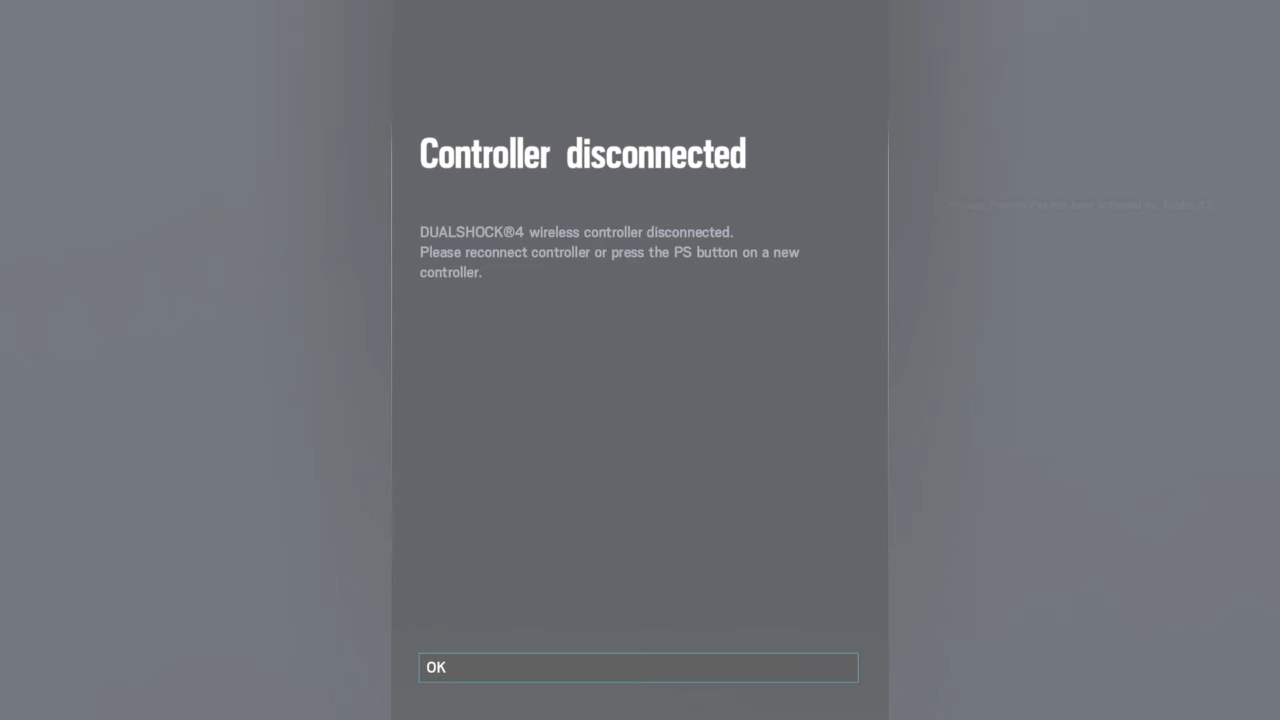 Controller disconnected
DUALSHOCK®4 wireless controller disconnected.
Please reconnect controller or press the PS button on a new
controller.
OK